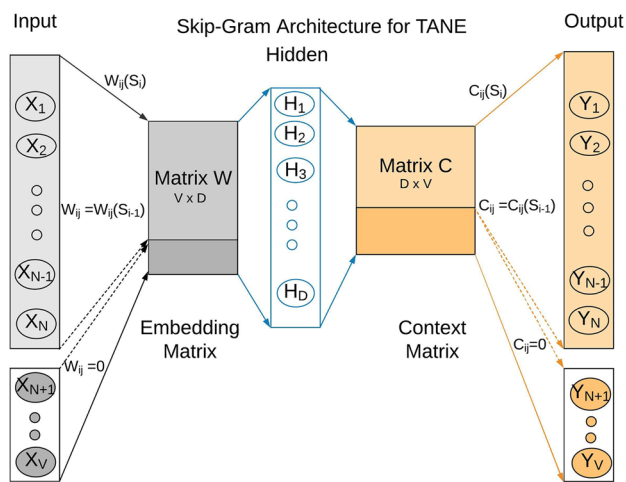 Input
Skip-Gram Architecture for TANE
Output
Hidden
X1
X2
XN-1
XN
XN+1
XV
Wij(Si)
Wij =Wij(Si-1)
Wij =0
Matrix W
V x D
Embedding
Matrix
H1
H2
H3
HD
Matrix C
D x V
Context
Matrix
Cij(Si)
Cij =Cij(Si-1)
Cij=0
Y1
Y2
YN-1
YN
YN+1
YV